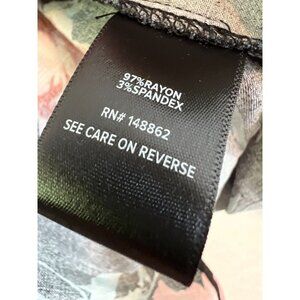 97%RAYON
3%SPANDEX
RN# 148862
SEE CARE ON REVERSE